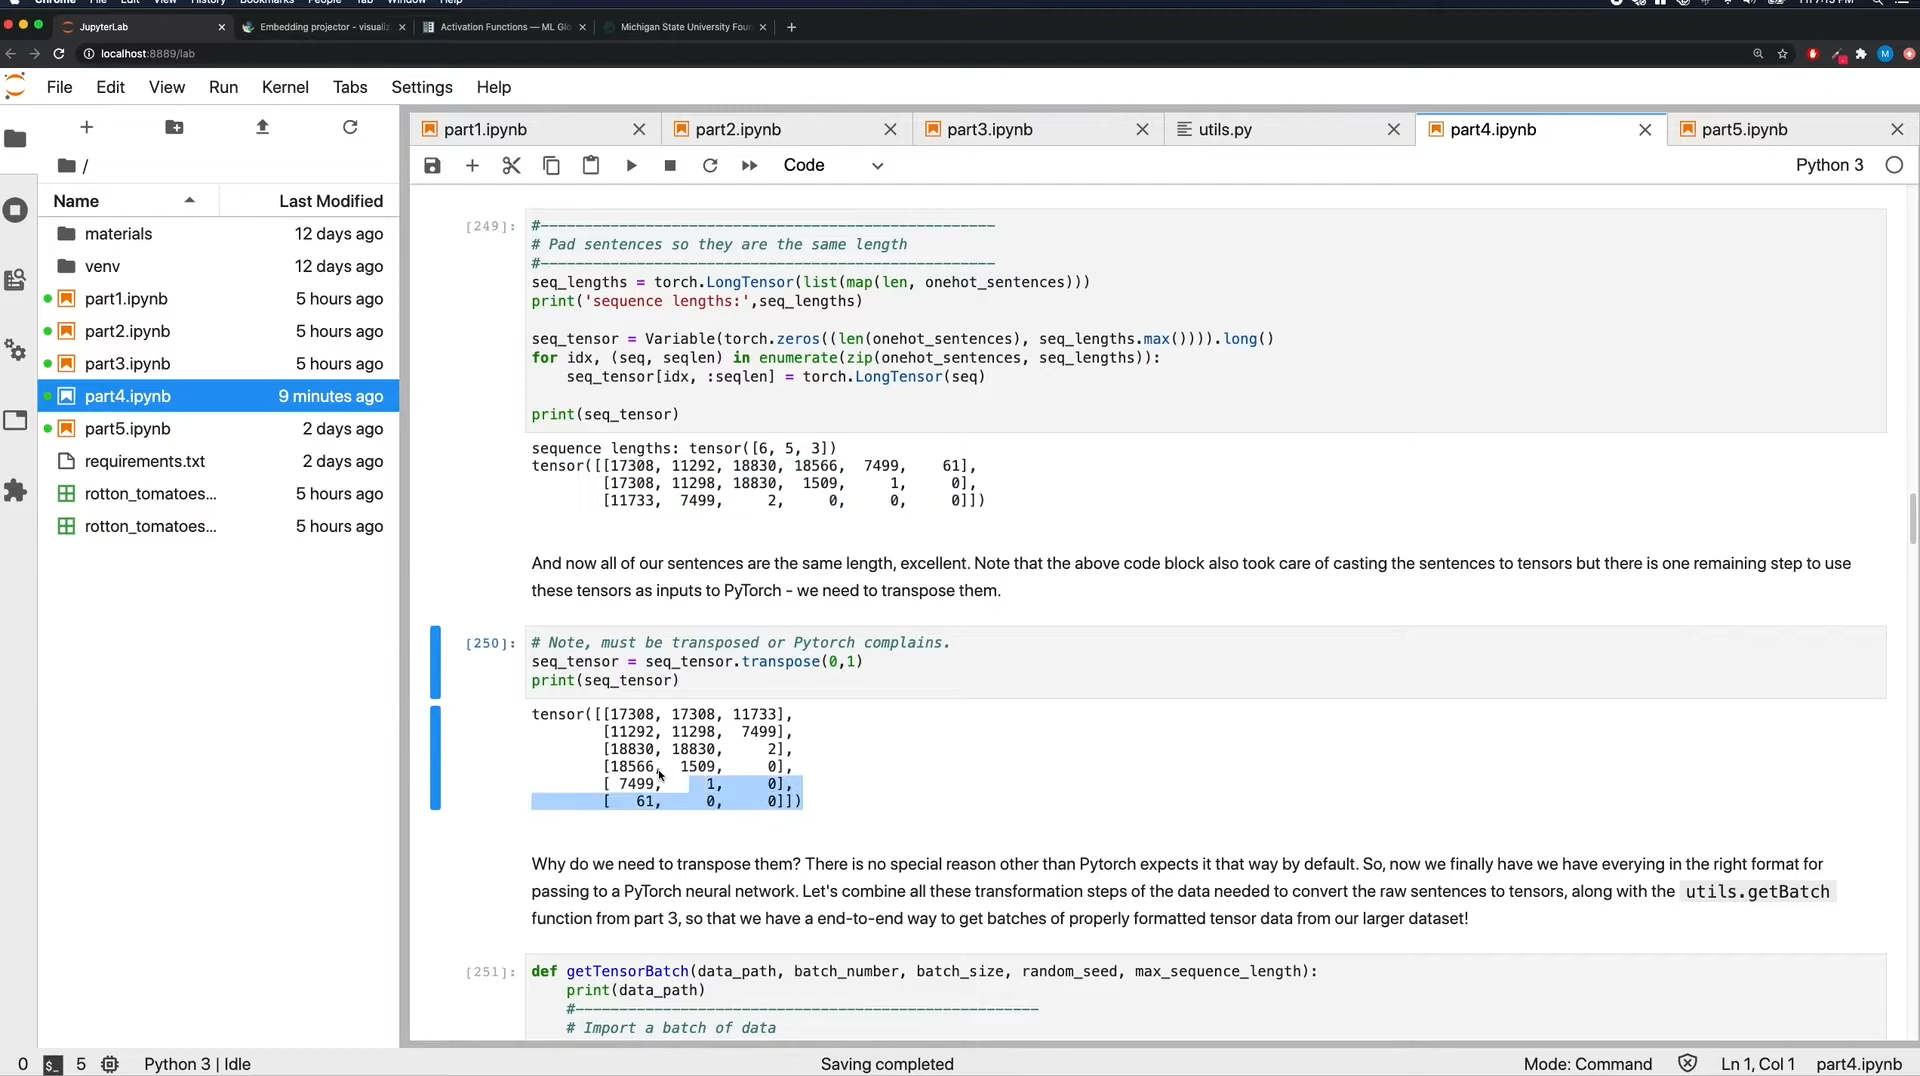 JupyterLab
Embedding projector - visualiz
Activation Functions — ML Glo
Michigan State University Foun
localhost:8889/lab
M
File Edit View Run Kernel Tabs Settings Help
part1.ipynb
part2.ipynb
part3.ipynb
utils.py
part4.ipynb
part5.ipynb
Code
Python 3
/
Name Last Modified
materials 12 days ago
venv 12 days ago
part1.ipynb 5 hours ago
part2.ipynb 5 hours ago
part3.ipynb 5 hours ago
part4.ipynb 9 minutes ago
part5.ipynb 2 days ago
requirements.txt 2 days ago
rotton_tomatoes... 5 hours ago
rotton_tomatoes... 5 hours ago
[249]: #----------------------------------------------------
# Pad sentences so they are the same length
#----------------------------------------------------
seq_lengths = torch.LongTensor(list(map(len, onehot_sentences)))
print('sequence lengths:',seq_lengths)
seq_tensor = Variable(torch.zeros((len(onehot_sentences), seq_lengths.max()))).long()
for idx, (seq, seqlen) in enumerate(zip(onehot_sentences, seq_lengths)):
seq_tensor[idx, :seqlen] = torch.LongTensor(seq)
print(seq_tensor)
sequence lengths: tensor([6, 5, 3])
tensor([[17308, 11292, 18830, 18566, 7499, 61],
[17308, 11298, 18830, 1509, 1, 0],
[11733, 7499, 2, 0, 0, 0]])
And now all of our sentences are the same length, excellent. Note that the above code block also took care of casting the sentences to tensors but there is one remaining step to use
these tensors as inputs to PyTorch - we need to transpose them.
[250]: # Note, must be transposed or Pytorch complains.
seq_tensor = seq_tensor.transpose(0,1)
print(seq_tensor)
tensor([[17308, 17308, 11733],
[11292, 11298, 7499],
[18830, 18830, 2],
[18566, 1509, 0],
[ 7499, 1, 0],
[ 61, 0, 0]])
Why do we need to transpose them? There is no special reason other than Pytorch expects it that way by default. So, now we finally have we have everying in the right format for
passing to a PyTorch neural network. Let's combine all these transformation steps of the data needed to convert the raw sentences to tensors, along with the utils.getBatch
function from part 3, so that we have a end-to-end way to get batches of properly formatted tensor data from our larger dataset!
[251]: def getTensorBatch(data_path, batch_number, batch_size, random_seed, max_sequence_length):
print(data_path)
#-----------------------------------------------------
# Import a batch of data
0 5 Python 3 | Idle Saving completed Mode: Command Ln 1, Col 1 part4.ipynb